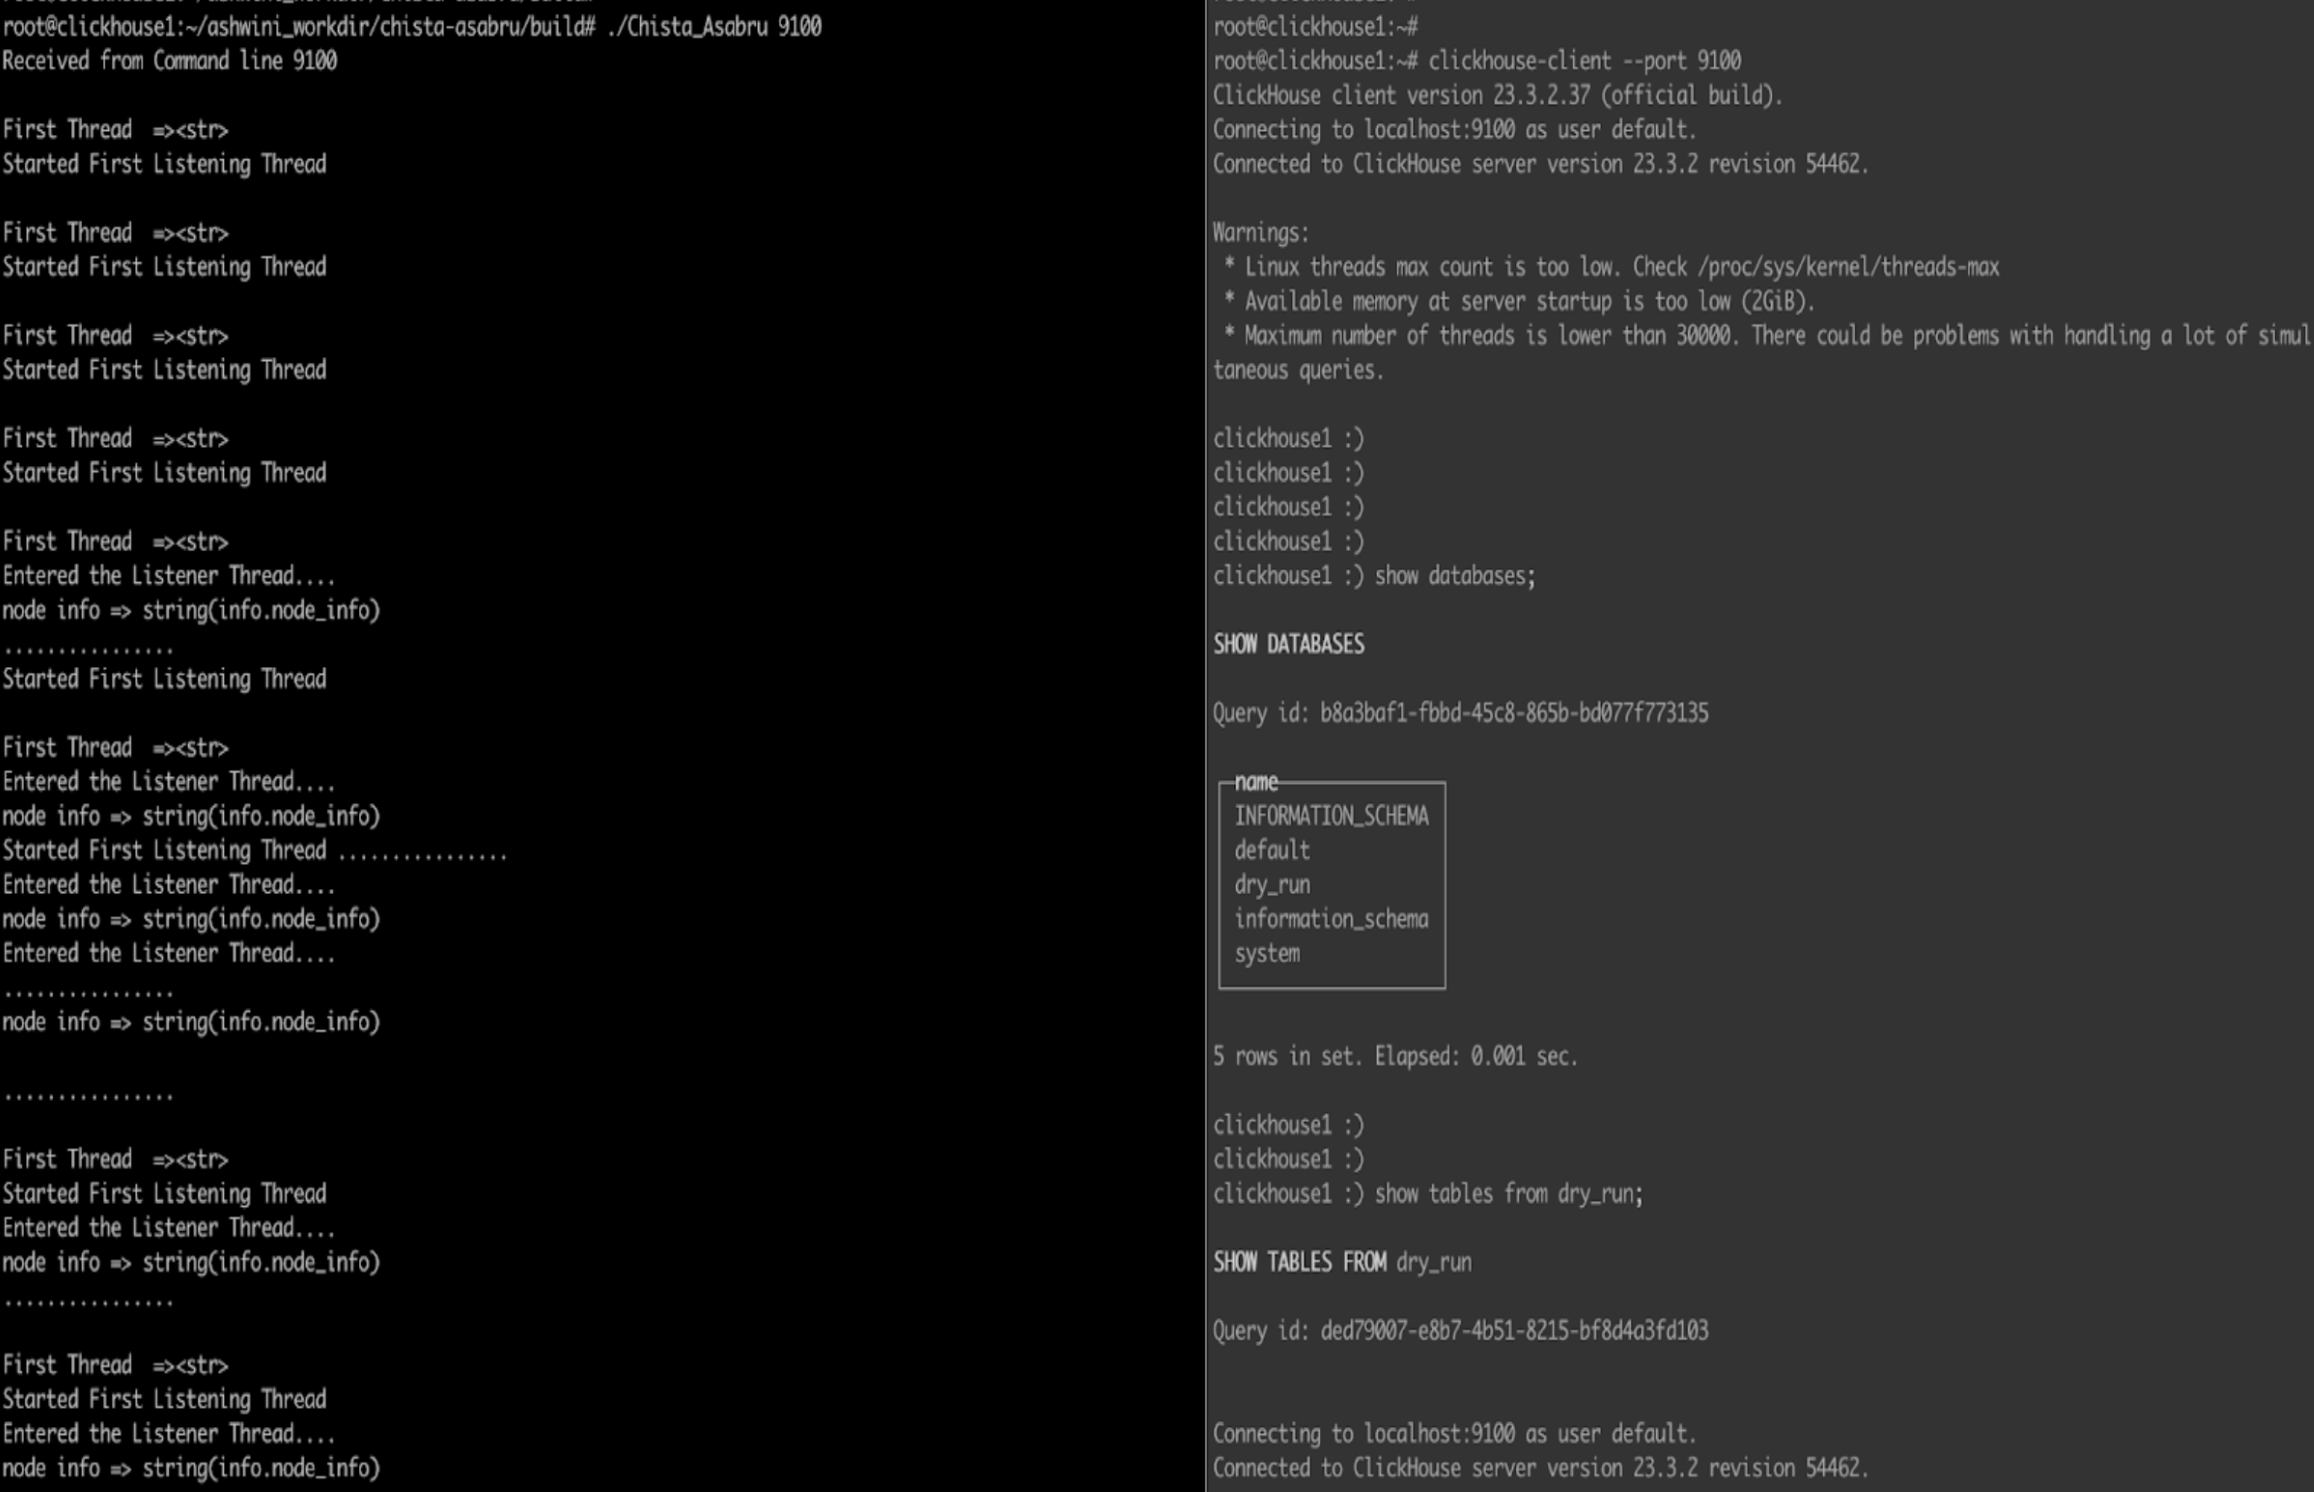 root@clickhouse1:~/ashwini_workdir/chista-asabru/build# ./Chista_Asabru 9100
Received from Command line 9100
First Thread  =><str>
Started First Listening Thread
First Thread  =><str>
Started First Listening Thread
First Thread  =><str>
Started First Listening Thread
First Thread  =><str>
Started First Listening Thread
First Thread  =><str>
Entered the Listener Thread....
node info => string(info.node_info)
................
Started First Listening Thread
First Thread  =><str>
Entered the Listener Thread....
node info => string(info.node_info)
Started First Listening Thread ................
Entered the Listener Thread....
node info => string(info.node_info)
Entered the Listener Thread....
................
node info => string(info.node_info)
................
First Thread  =><str>
Started First Listening Thread
Entered the Listener Thread....
node info => string(info.node_info)
................
First Thread  =><str>
Started First Listening Thread
Entered the Listener Thread....
node info => string(info.node_info)
root@clickhouse1:~#
root@clickhouse1:~# clickhouse-client --port 9100
ClickHouse client version 23.3.2.37 (official build).
Connecting to localhost:9100 as user default.
Connected to ClickHouse server version 23.3.2 revision 54462.
Warnings:
* Linux threads max count is too low. Check /proc/sys/kernel/threads-max
* Available memory at server startup is too low (2GiB).
* Maximum number of threads is lower than 30000. There could be problems with handling a lot of simul
taneous queries.
clickhouse1 :)
clickhouse1 :)
clickhouse1 :)
clickhouse1 :)
clickhouse1 :) show databases;
SHOW DATABASES
Query id: b8a3baf1-fbbd-45c8-865b-bd077f773135
name
INFORMATION_SCHEMA
default
dry_run
information_schema
system
5 rows in set. Elapsed: 0.001 sec.
clickhouse1 :)
clickhouse1 :)
clickhouse1 :) show tables from dry_run;
SHOW TABLES FROM dry_run
Query id: ded79007-e8b7-4b51-8215-bf8d4a3fd103
Connecting to localhost:9100 as user default.
Connected to ClickHouse server version 23.3.2 revision 54462.